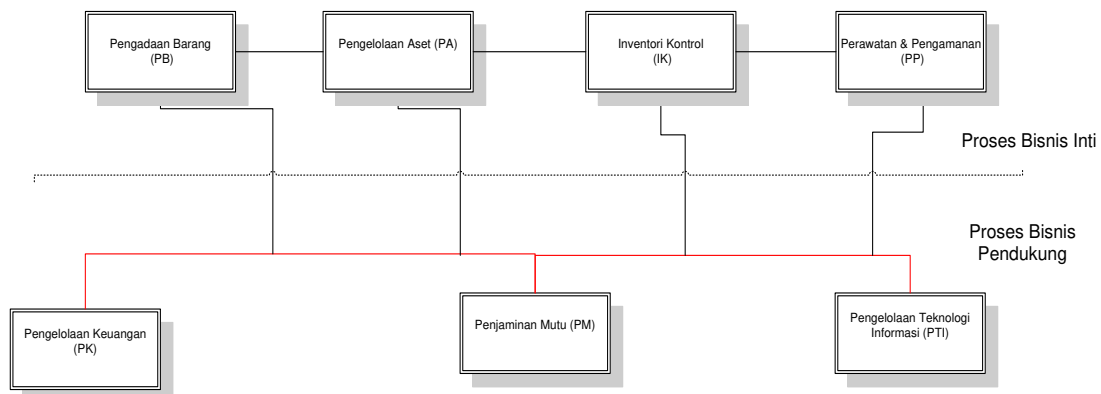 Pengadaan Barang
(PB)
Pengelolaan Aset (PA)
Inventori Kontrol
(IK)
Perawatan & Pengamanan
(PP)
Proses Bisnis Inti
Proses Bisnis
Pendukung
Pengelolaan Keuangan
(PK)
Penjaminan Mutu (PM)
Pengelolaan Teknologi
Informasi (PTI)